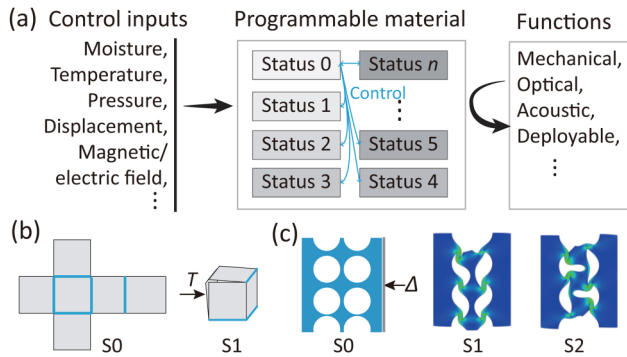 (a) Control inputs
Programmable material
Functions
Moisture,
Temperature,
Pressure,
Displacement,
Magnetic/
electric field,
⋮
Status 0
Status n
Control
Status 1
⋮
Status 2
Status 5
Status 3
Status 4
Mechanical,
Optical,
Acoustic,
Deployable,
⋮
(b)
T
S0
S1
(c)
Δ
S0
S1
S2